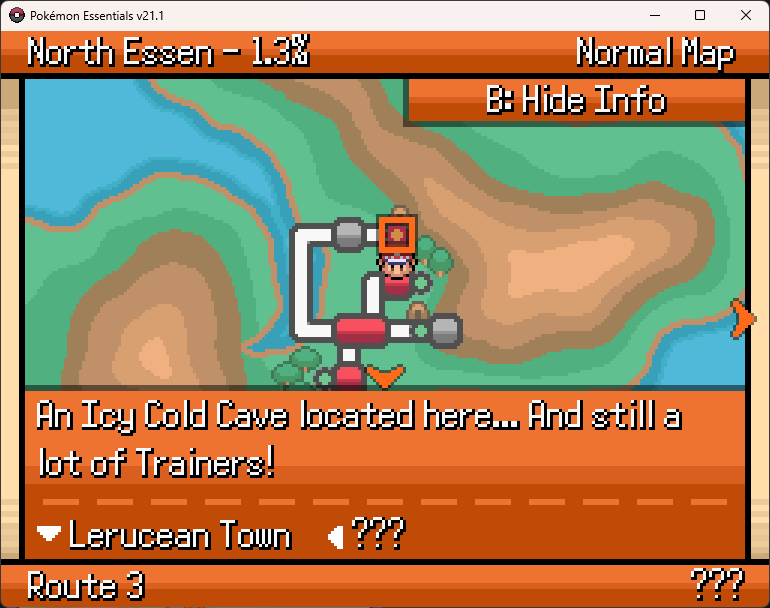 Pokémon Essentials v21.1
North Essen - 1.3%
Normal Map
B: Hide Info
An Icy Cold Cave located here... And still a
lot of Trainers!
Lerucean Town
???
Route 3
???